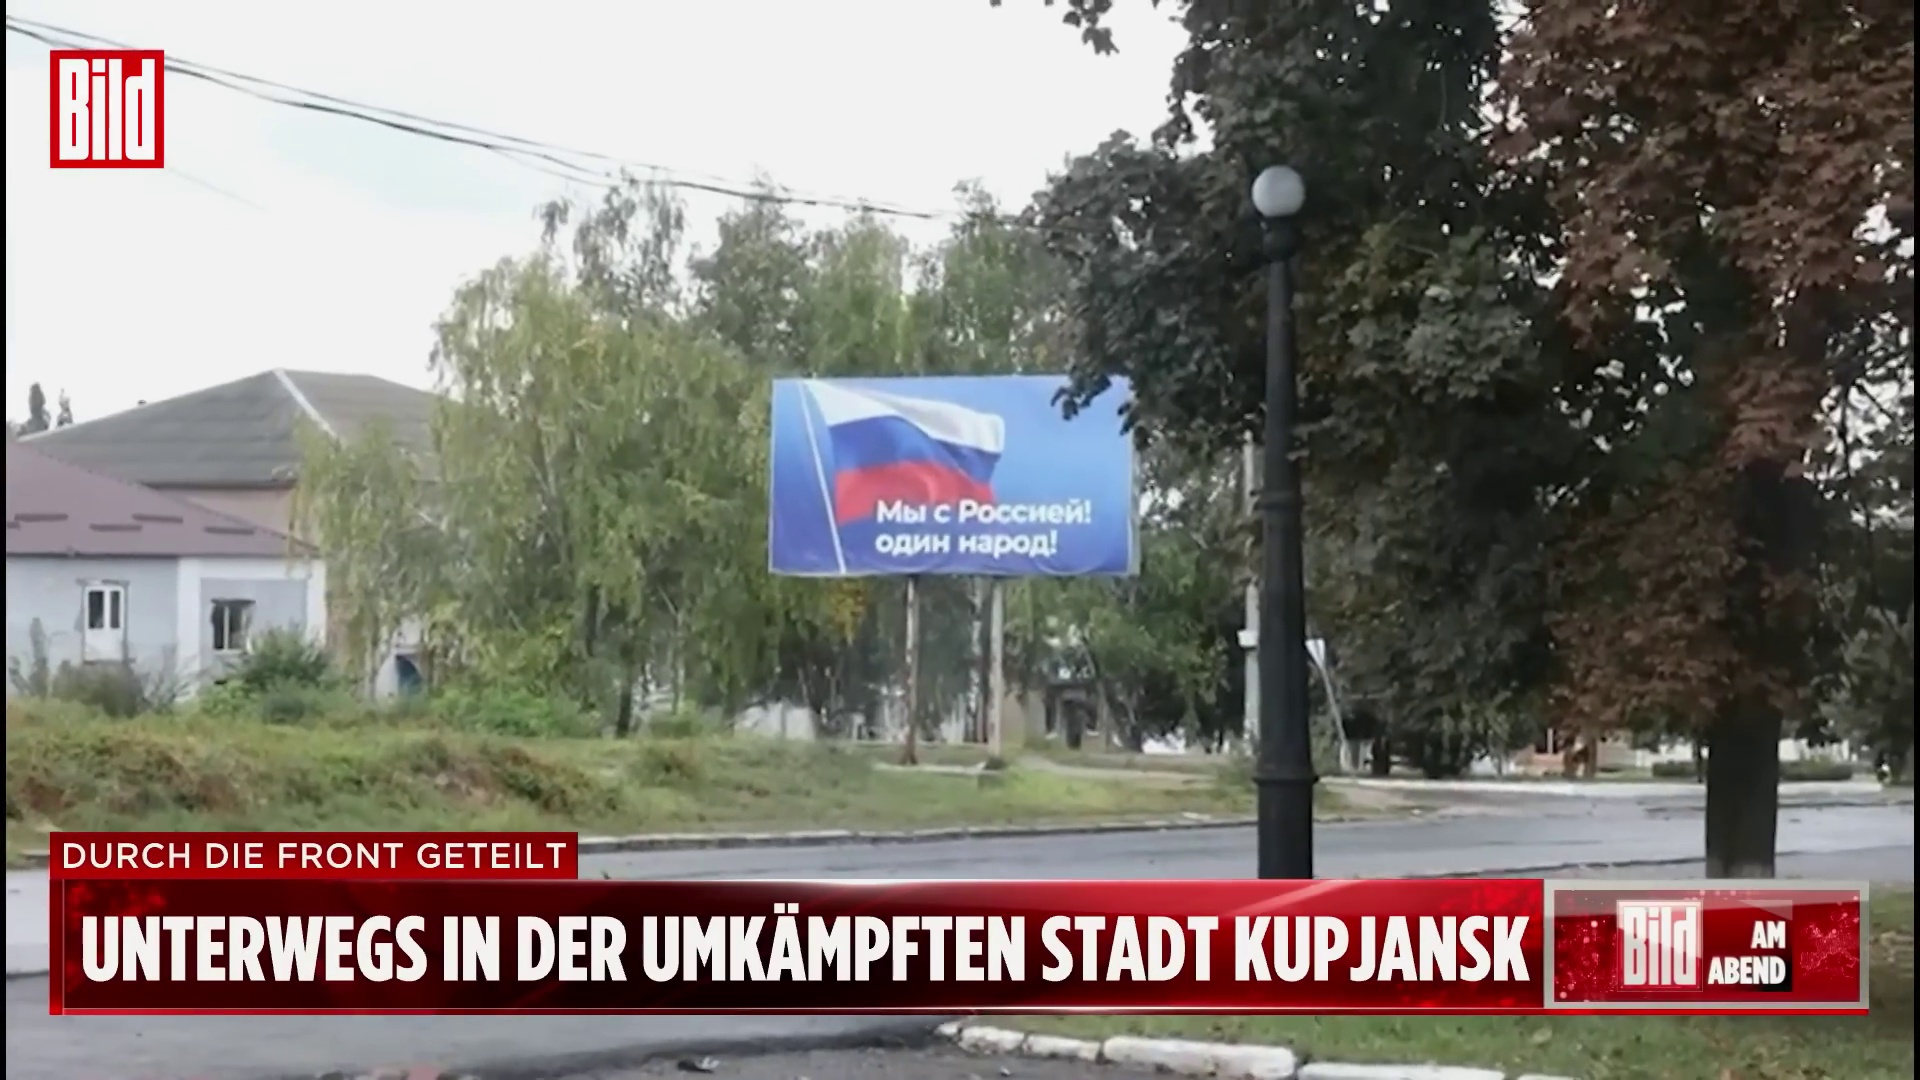 Bild
Мы с Россией!
один народ!
DURCH DIE FRONT GETEILT
UNTERWEGS IN DER UMKÄMPFTEN STADT KUPJANSK
Bild
AM
ABEND